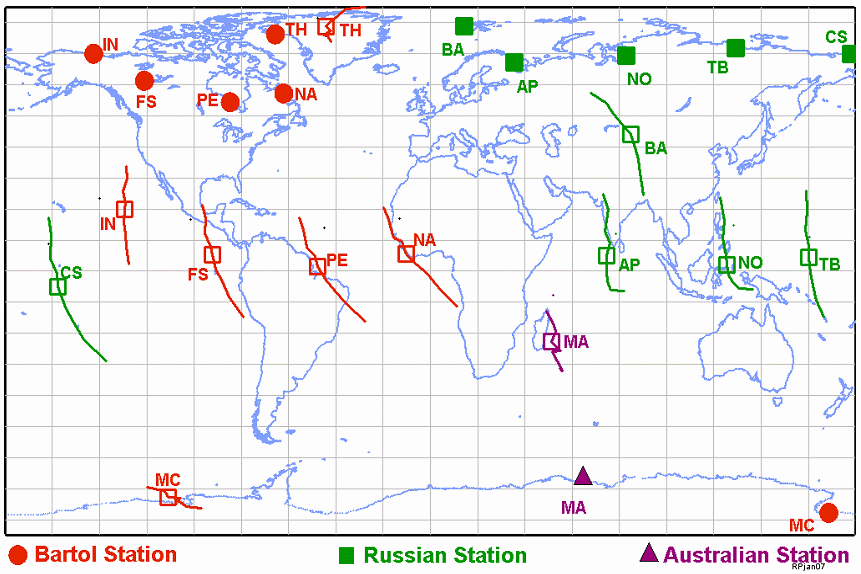 TH
TH
BA
CS
IN
TB
NO
AP
FS
PE
NA
BA
IN
NA
CS
FS
PE
AP
NO
TB
MA
MC
MA
MC
Bartol Station
Russian Station
Australian Station
RPjan07